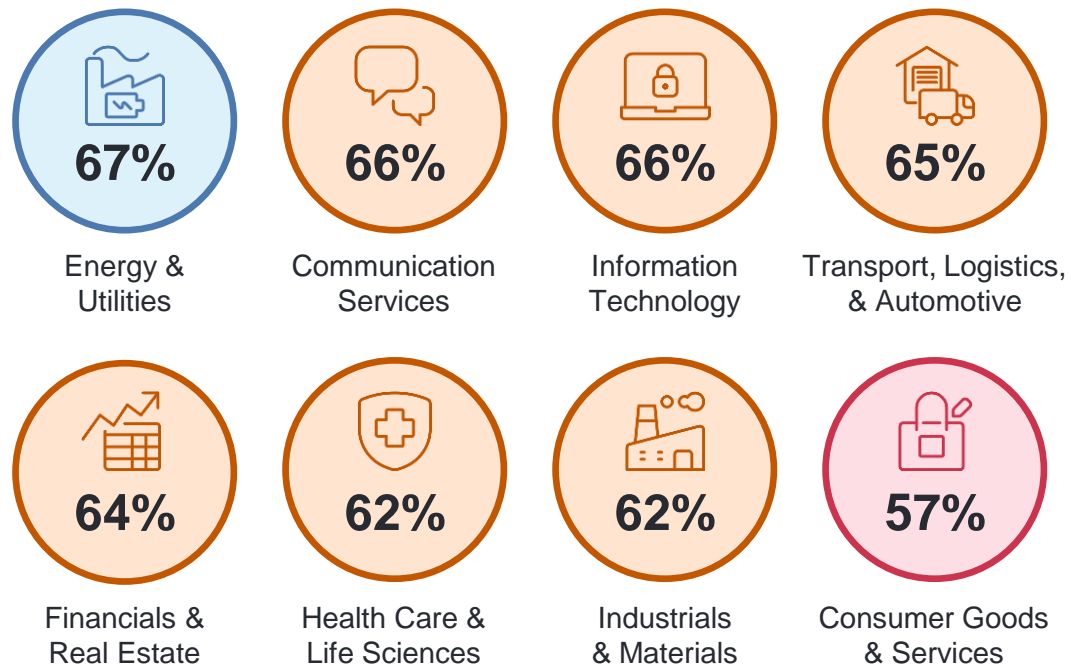 67%
66%
66%
65%
Energy &
Utilities
Communication
Services
Information
Technology
Transport, Logistics,
& Automotive
64%
62%
62%
57%
Financials &
Real Estate
Health Care &
Life Sciences
Industrials
& Materials
Consumer Goods
& Services